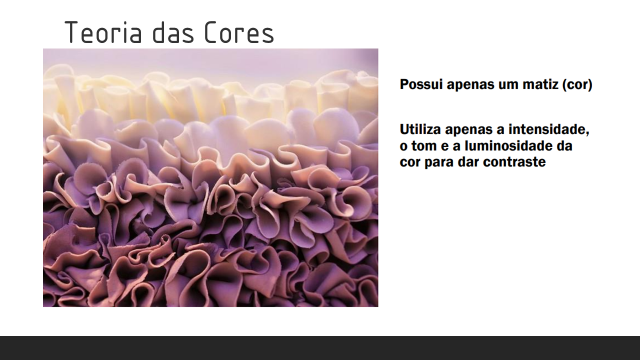 Teoria das Cores
Possui apenas um matiz (cor)
Utiliza apenas a intensidade,
o tom e a luminosidade da
cor para dar contraste